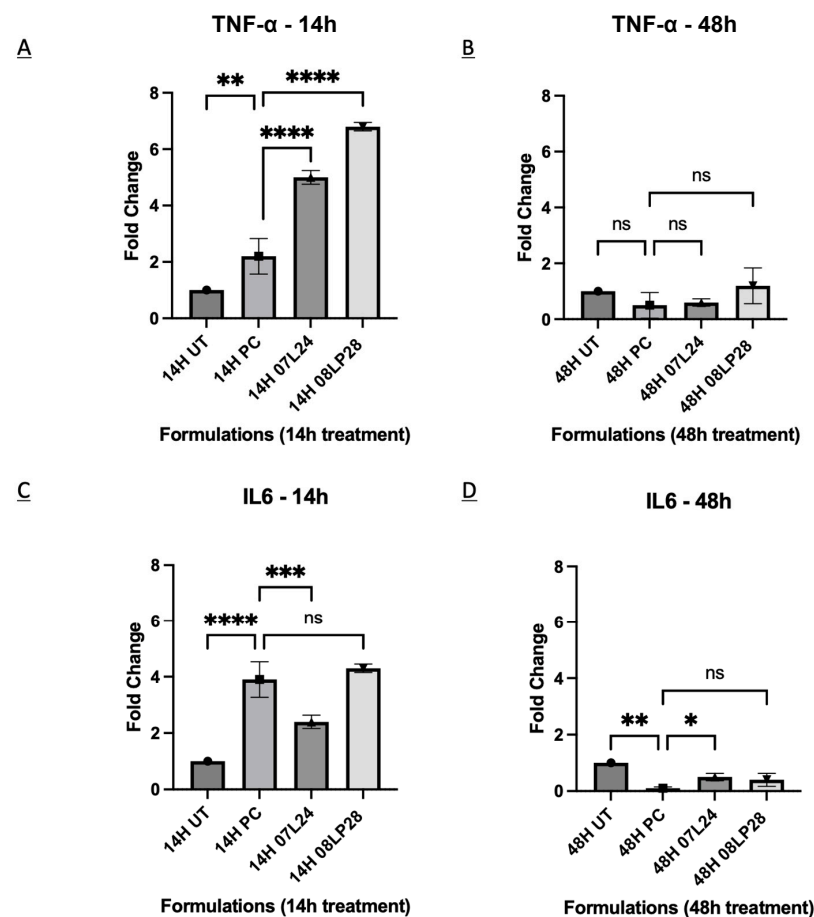 A
TNF-α - 14h
Fold Change
8
6
4
2
0
**
****
****
14H UT
14H PC
14H 07L24
14H 08LP28
Formulations (14h treatment)
B
TNF-α - 48h
Fold Change
8
6
4
2
0
ns
ns
ns
48H UT
48H PC
48H 07L24
48H 08LP28
Formulations (48h treatment)
C
IL6 - 14h
Fold Change
8
6
4
2
0
***
****
ns
14H UT
14H PC
14H 07L24
14H 08LP28
Formulations (14h treatment)
D
IL6 - 48h
Fold Change
8
6
4
2
0
ns
**
*
48H UT
48H PC
48H 07L24
48H 08LP28
Formulations (48h treatment)